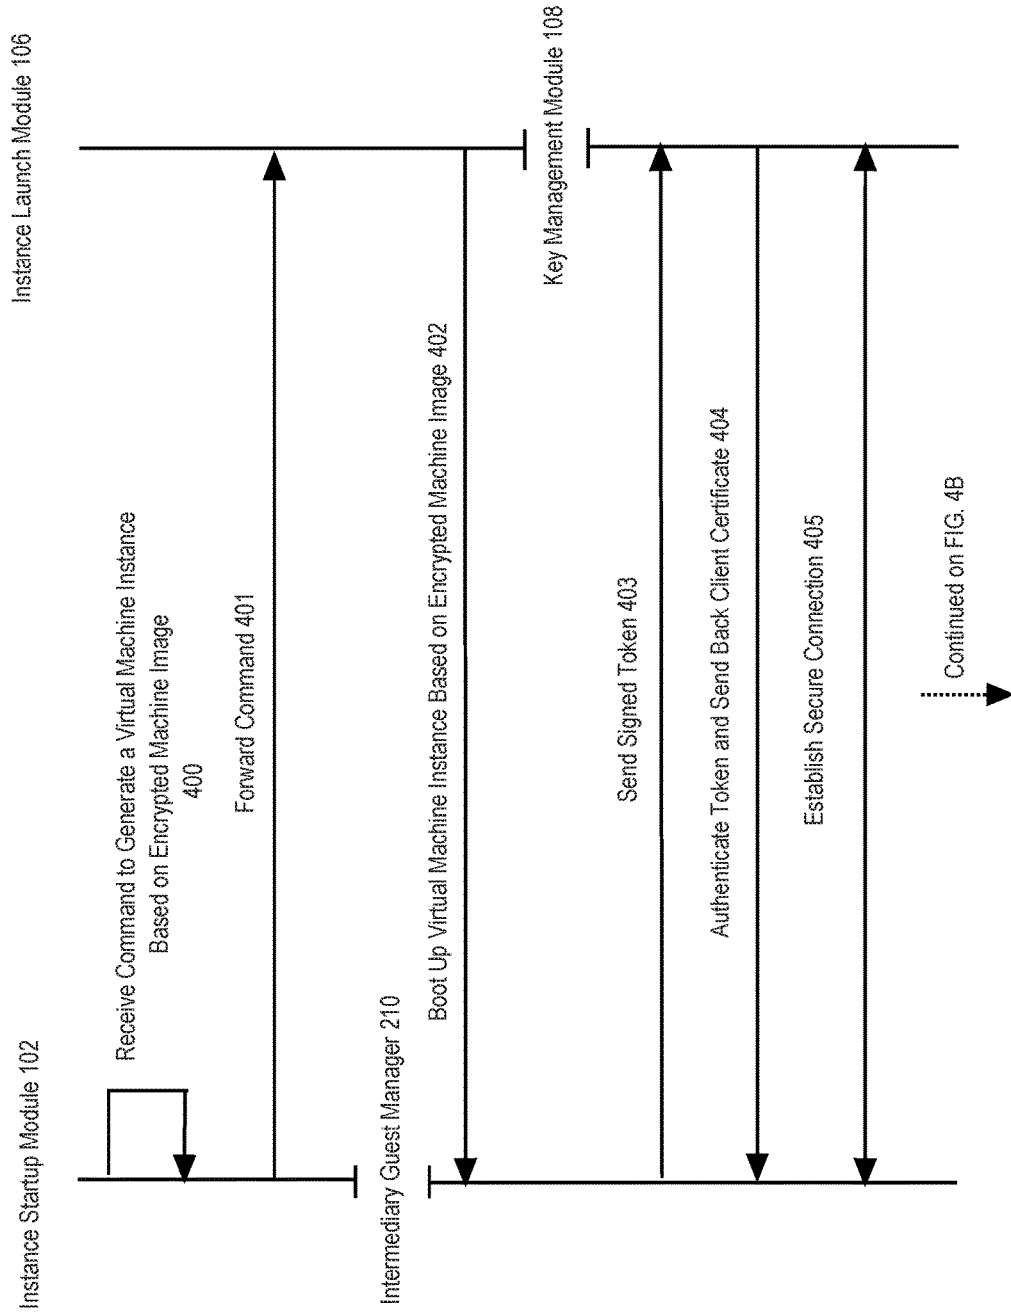 Instance Startup Module 102
Instance Launch Module 106
Receive Command to Generate a Virtual Machine Instance
Based on Encrypted Machine Image
400
Forward Command 401
Intermediary Guest Manager 210
Boot Up Virtual Machine Instance Based on Encrypted Machine Image 402
Key Management Module 108
Send Signed Token 403
Authenticate Token and Send Back Client Certificate 404
Establish Secure Connection 405
Continued on FIG. 4B